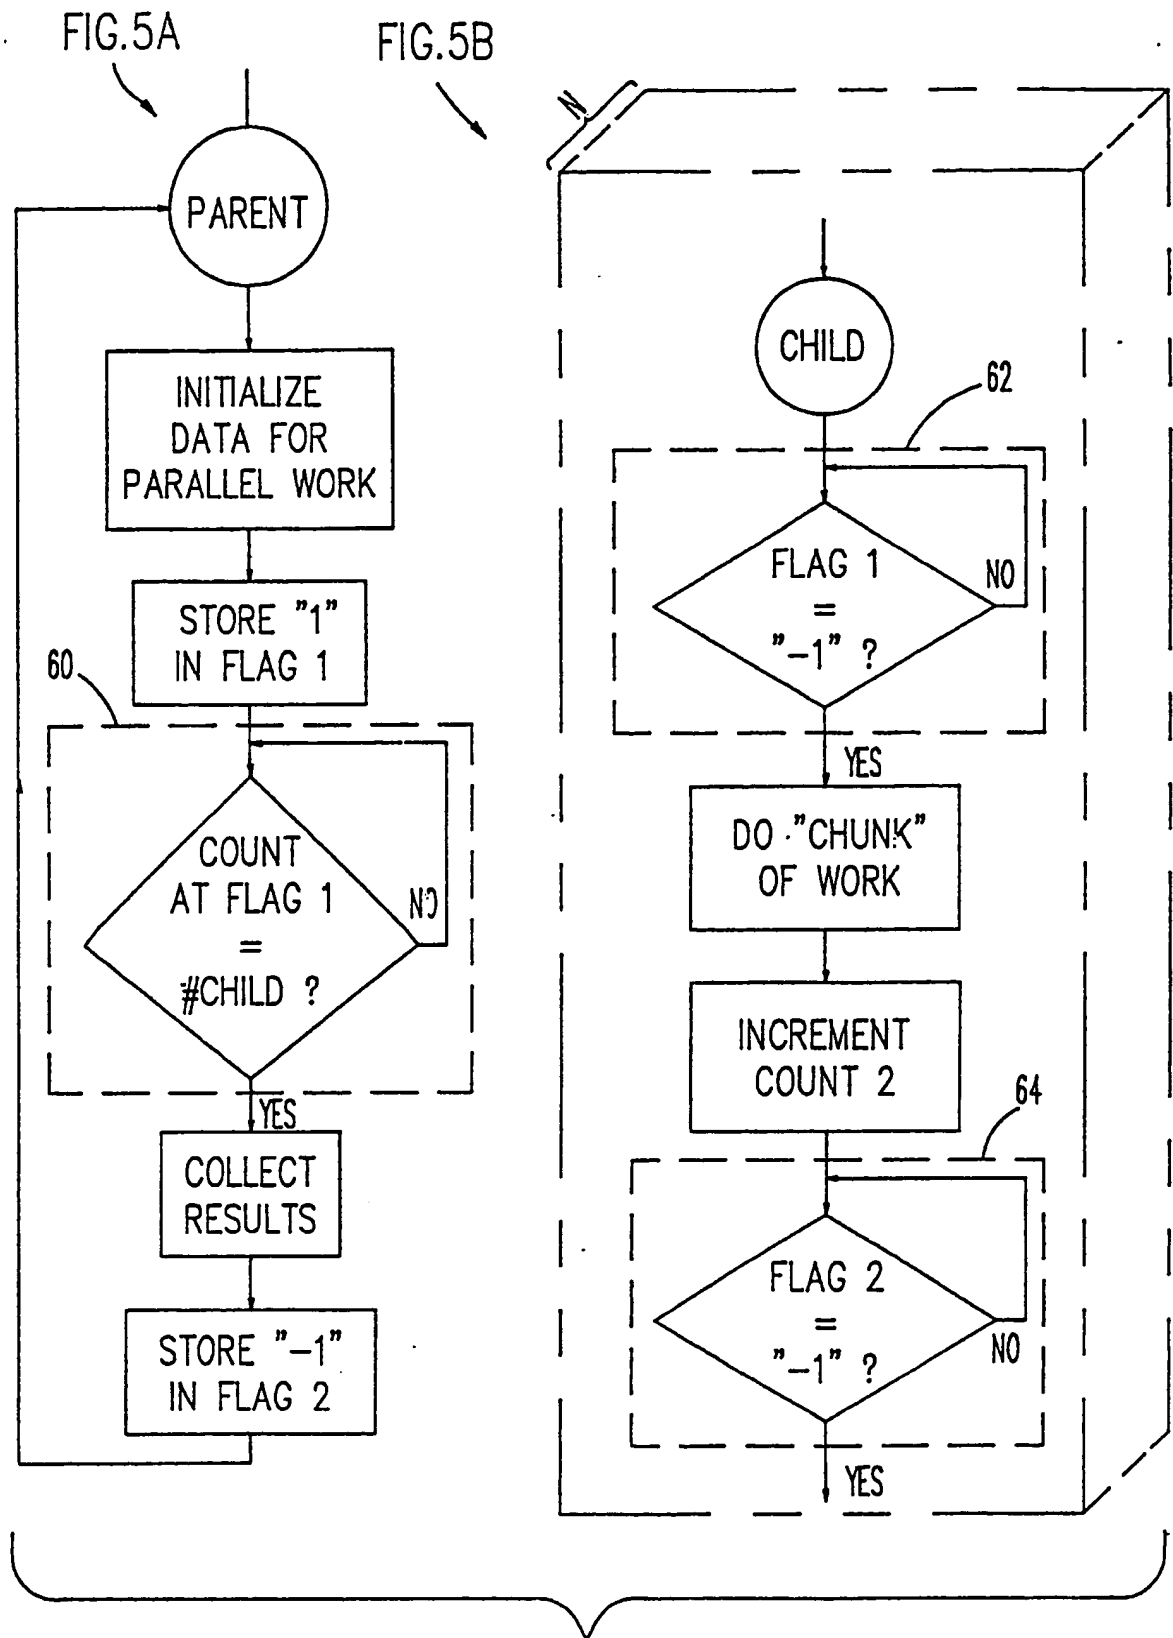 FIG.5A
PARENT
INITIALIZE
DATA FOR
PARALLEL WORK
STORE "1"
IN FLAG 1
60
COUNT
AT FLAG 1
=
#CHILD ?
NO
YES
COLLECT
RESULTS
STORE "-1"
IN FLAG 2
FIG.5B
N
CHILD
62
FLAG 1
=
"-1" ?
NO
YES
DO "CHUNK"
OF WORK
INCREMENT
COUNT 2
64
FLAG 2
=
"-1" ?
NO
YES